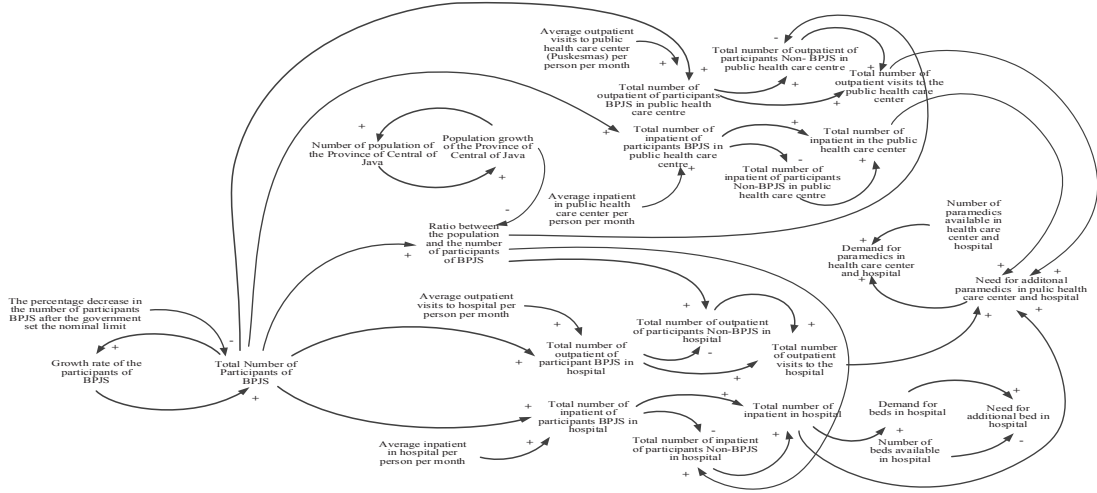 Average outpatient
visits to public
health care center
(Puskesmas) per
person per month
+
-
Total number of outpatient of
participants Non- BPJS in
public health care centre
+
+
+
Total number of
outpatient visits to the
public health care
center
+
Total number of
outpatient of participants
BPJS in public health
care centre
+
Number of population of
the Province of Central of
Java
Population growth
of the Province of
Central of Java
+
-
+
Total number of
inpatient of
participants BPJS in
public health care
centre
+
+
Total number of
inpatient in the public
health care center
+
-
Total number of
inpatient of participants
Non-BPJS in public
health care centre
Average inpatient
in public health
care center per
person per month
Ratio between
the population
and the number
of participants
of BPJS
+
Number of
paramedics
available in
health care
center and
hospital
+
Demand for
paramedics in
health care center
and hospital
+
+
+
Need for additonal
paramedics in pulic health
care center and hospital
+
+
The percentage decrease in
the number of participants
BPJS after the government
set the nominal limit
-
+
Growth rate of the
participants of
BPJS
Total Number of
Participants of
BPJS
+
Average outpatient
visits to hospital per
person per month
+
+
Total number of
outpatient of
participant BPJS in
hospital
+
Total number of outpatient
of participants Non-BPJS in
hospital
-
+
+
Total number
of outpatient
visits to the
hospital
Average inpatient
in hospital per
person per month
+
+
Total number of
inpatient of
participants BPJS in
hospital
+
-
Total number of inpatient
of participants Non-BPJS
in hospital
+
+
Total number of
inpatient in hospital
+
Demand for
beds in hospital
+
Number of
beds available
in hospital
+
Need for
additional bed in
hospital
-